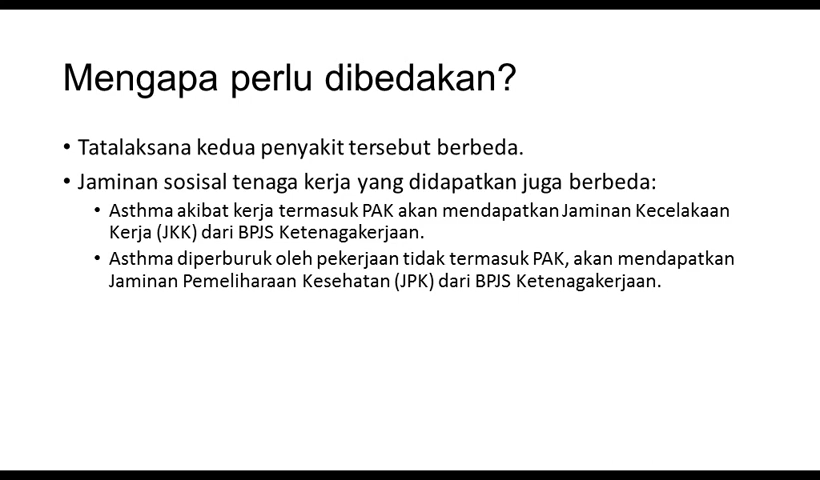 Mengapa perlu dibedakan?
• Tatalaksana kedua penyakit tersebut berbeda.
• Jaminan sosisal tenaga kerja yang didapatkan juga berbeda:
• Asthma akibat kerja termasuk PAK akan mendapatkan Jaminan Kecelakaan
Kerja (JKK) dari BPJS Ketenagakerjaan.
• Asthma diperburuk oleh pekerjaan tidak termasuk PAK, akan mendapatkan
Jaminan Pemeliharaan Kesehatan (JPK) dari BPJS Ketenagakerjaan.